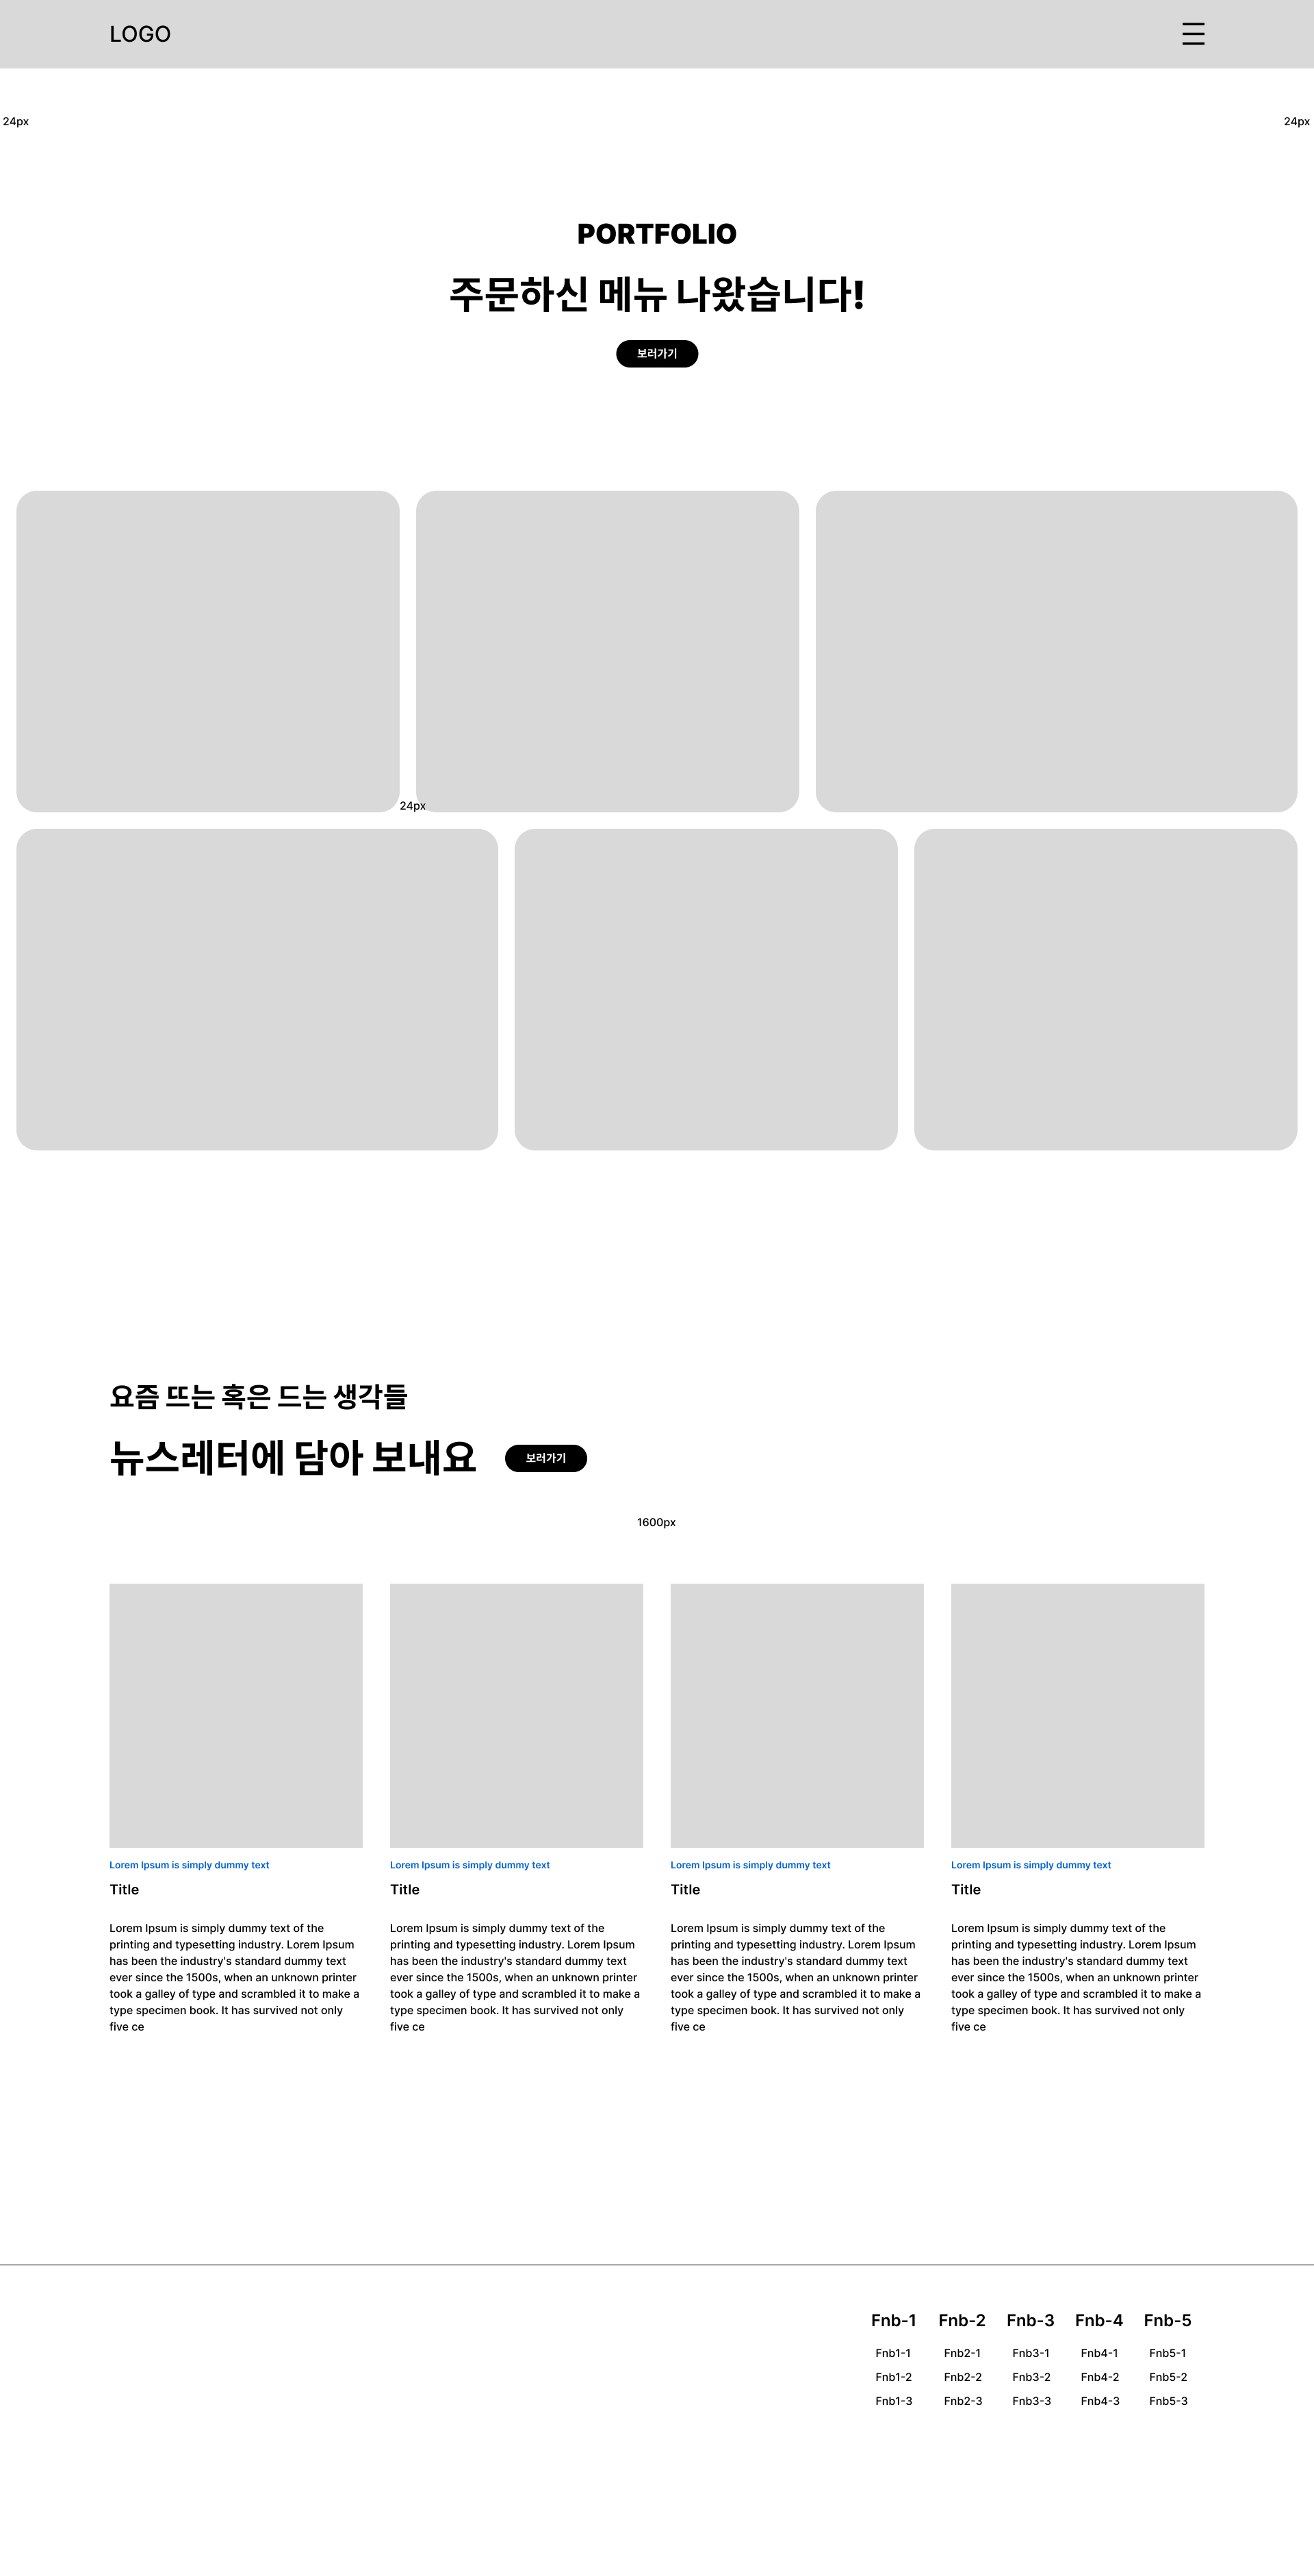 LOGO
24px
24px
PORTFOLIO
주문하신 메뉴 나왔습니다!
보러가기
24px
요즘 뜨는 혹은 드는 생각들
뉴스레터에 담아 보내요
보러가기
1600px
Lorem Ipsum is simply dummy text
Title
Lorem Ipsum is simply dummy text of the
printing and typesetting industry. Lorem Ipsum
has been the industry's standard dummy text
ever since the 1500s, when an unknown printer
took a galley of type and scrambled it to make a
type specimen book. It has survived not only
five ce
Lorem Ipsum is simply dummy text
Title
Lorem Ipsum is simply dummy text of the
printing and typesetting industry. Lorem Ipsum
has been the industry's standard dummy text
ever since the 1500s, when an unknown printer
took a galley of type and scrambled it to make a
type specimen book. It has survived not only
five ce
Lorem Ipsum is simply dummy text
Title
Lorem Ipsum is simply dummy text of the
printing and typesetting industry. Lorem Ipsum
has been the industry's standard dummy text
ever since the 1500s, when an unknown printer
took a galley of type and scrambled it to make a
type specimen book. It has survived not only
five ce
Lorem Ipsum is simply dummy text
Title
Lorem Ipsum is simply dummy text of the
printing and typesetting industry. Lorem Ipsum
has been the industry's standard dummy text
ever since the 1500s, when an unknown printer
took a galley of type and scrambled it to make a
type specimen book. It has survived not only
five ce
Fnb-1
Fnb1-1
Fnb1-2
Fnb1-3
Fnb-2
Fnb2-1
Fnb2-2
Fnb2-3
Fnb-3
Fnb3-1
Fnb3-2
Fnb3-3
Fnb-4
Fnb4-1
Fnb4-2
Fnb4-3
Fnb-5
Fnb5-1
Fnb5-2
Fnb5-3